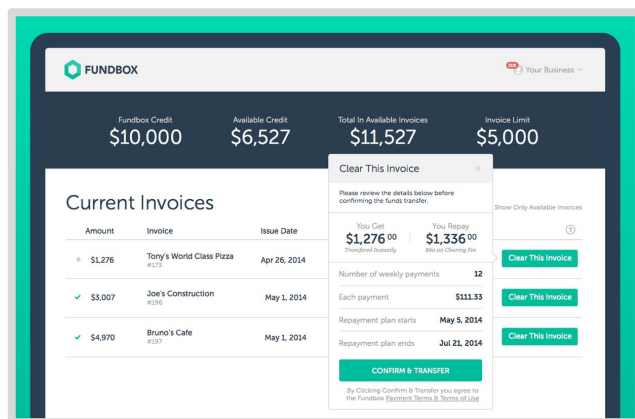 FUNDBOX
Your Business
Fundbox Credit
$10,000
Available Credit
$6,527
Total In Available Invoices
$11,527
Invoice Limit
$5,000
Current Invoices
Show Only Available Invoices
Amount Invoice Issue Date
?
$1,276 Tony's World Class Pizza Apr 26, 2014
#173
Clear This Invoice
$3,007 Joe's Construction May 1, 2014
#196
Clear This Invoice
$4,970 Bruno's Cafe May 1, 2014
#197
Clear This Invoice
Clear This Invoice ×
Please review the details below before
confirming the funds transfer.
You Get
$1,276 00
Transfered Instantly
You Repay
$1,336 00
$60.00 Clearing Fee
Number of weekly payments 12
Each payment $111.33
Repayment plan starts May 5, 2014
Repayment plan ends Jul 21, 2014
CONFIRM & TRANSFER
By Clicking Confirm & Transfer you agree to
the Fundbox Payment Terms & Terms of Use